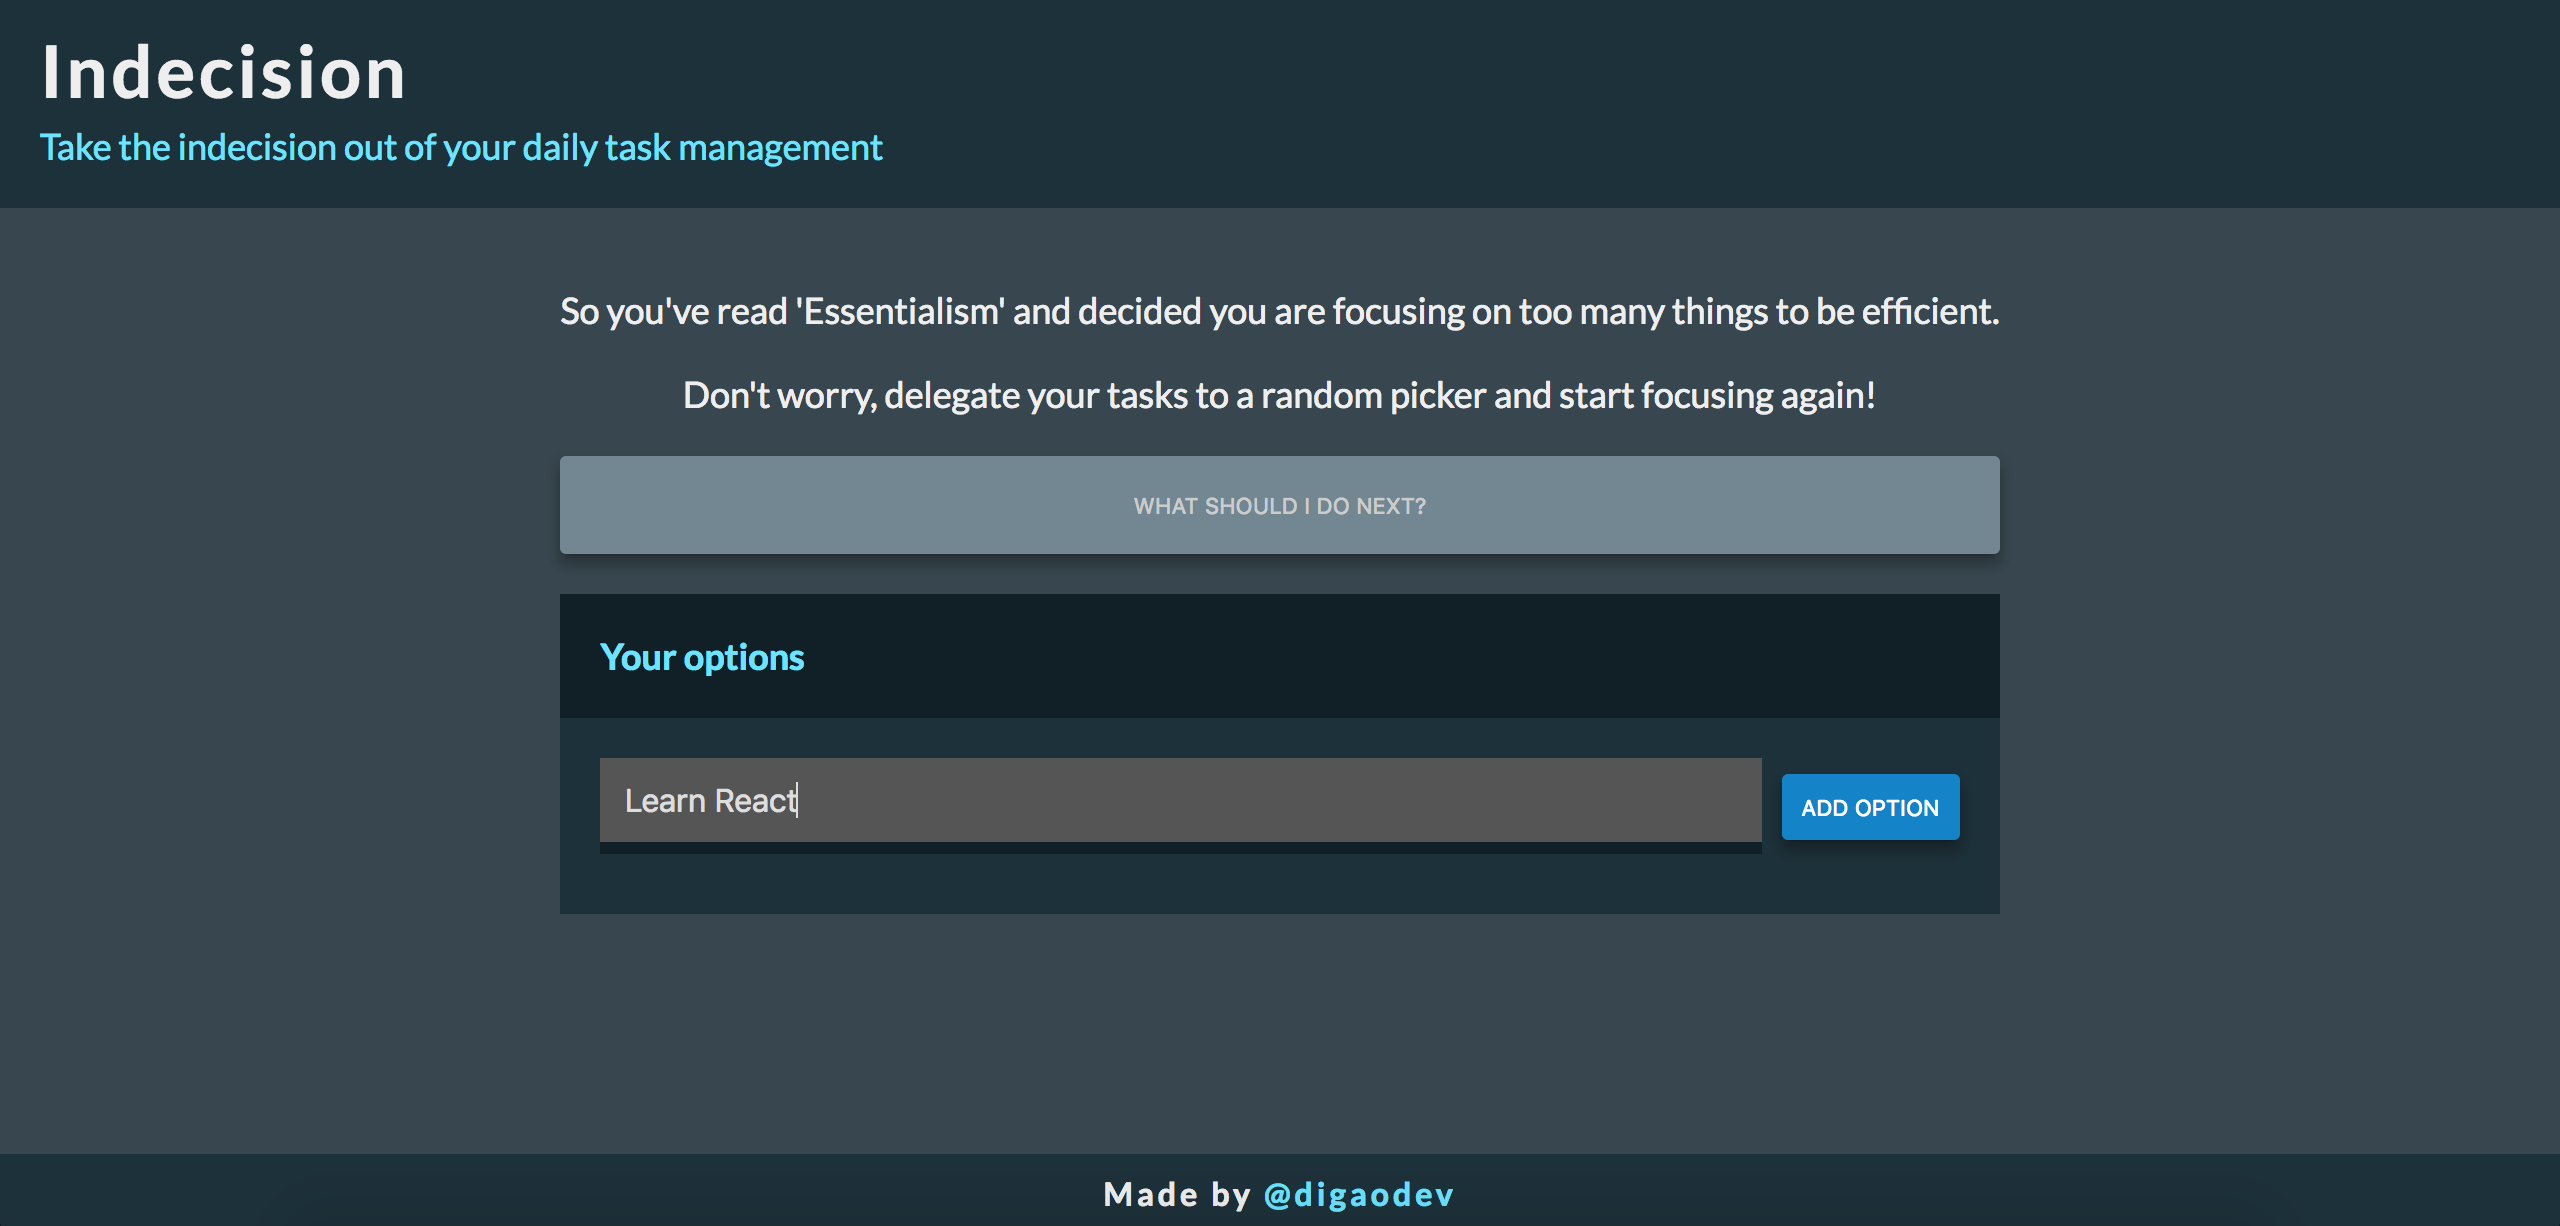 Indecision
Take the indecision out of your daily task management
So you've read 'Essentialism' and decided you are focusing on too many things to be efficient.
Don't worry, delegate your tasks to a random picker and start focusing again!
WHAT SHOULD I DO NEXT?
Your options
Learn React
ADD OPTION
Made by @digaodev